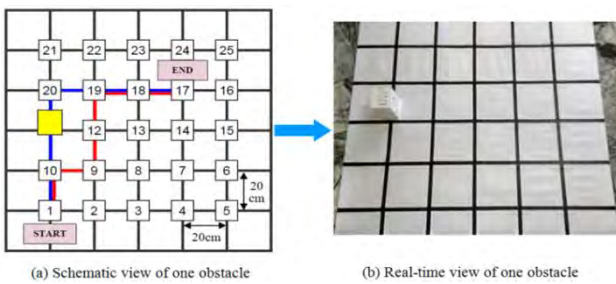 21 22 23 24 25
END
20 19 18 17 16
12 13 14 15
10 9 8 7 6
20
cm
1 2 3 4 5
START
20cm
(a) Schematic view of one obstacle
(b) Real-time view of one obstacle